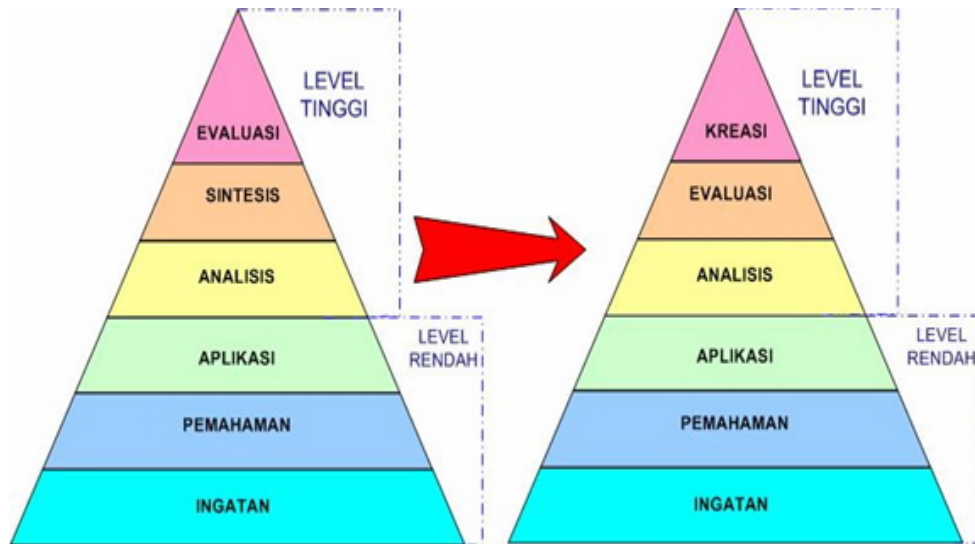 LEVEL
TINGGI
EVALUASI
SINTESIS
ANALISIS
LEVEL
RENDAH
APLIKASI
PEMAHAMAN
INGATAN
LEVEL
TINGGI
KREASI
EVALUASI
ANALISIS
LEVEL
RENDAH
APLIKASI
PEMAHAMAN
INGATAN